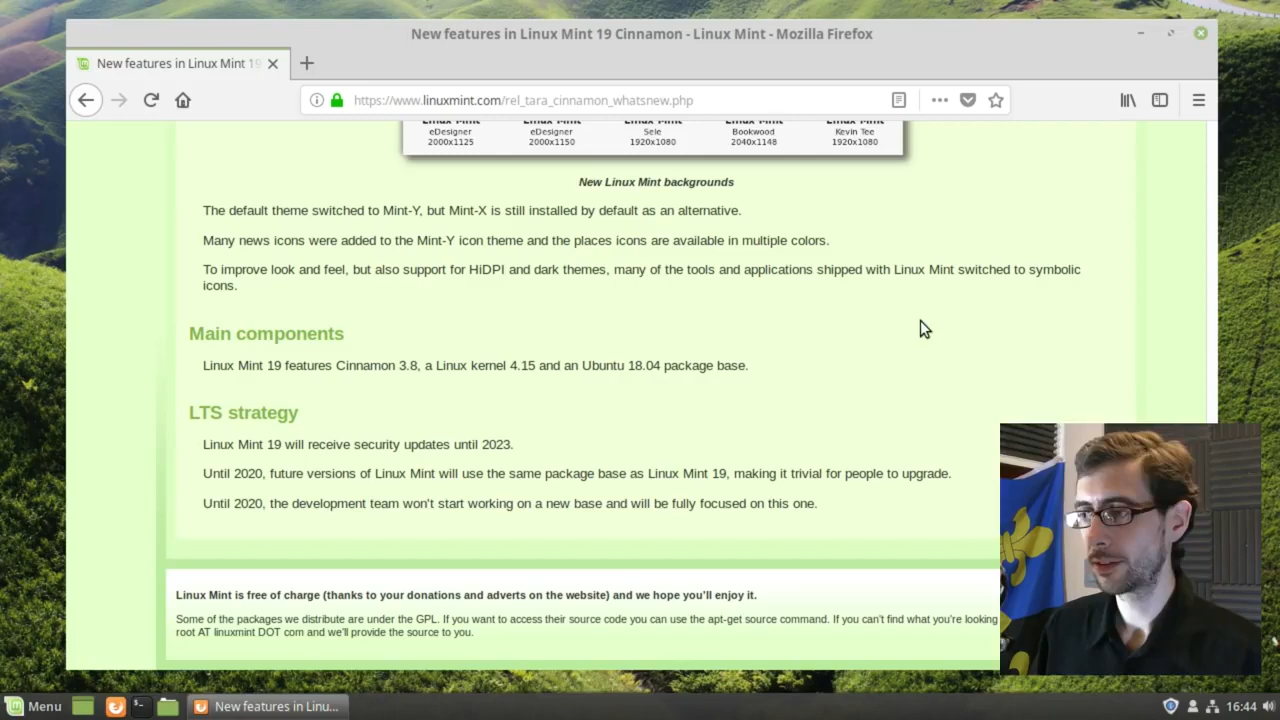 New features in Linux Mint 19 Cinnamon - Linux Mint - Mozilla Firefox
New features in Linux Mint 19
https://www.linuxmint.com/rel_tara_cinnamon_whatsnew.php
Linux Mint Linux Mint Linux Mint Linux Mint Linux Mint
eDesigner eDesigner Sele Bookwood Kevin Tee
2000x1125 2000x1150 1920x1080 2040x1148 1920x1080
New Linux Mint backgrounds
The default theme switched to Mint-Y, but Mint-X is still installed by default as an alternative.
Many news icons were added to the Mint-Y icon theme and the places icons are available in multiple colors.
To improve look and feel, but also support for HiDPI and dark themes, many of the tools and applications shipped with Linux Mint switched to symbolic
icons.
Main components
Linux Mint 19 features Cinnamon 3.8, a Linux kernel 4.15 and an Ubuntu 18.04 package base.
LTS strategy
Linux Mint 19 will receive security updates until 2023.
Until 2020, future versions of Linux Mint will use the same package base as Linux Mint 19, making it trivial for people to upgrade.
Until 2020, the development team won't start working on a new base and will be fully focused on this one.
Linux Mint is free of charge (thanks to your donations and adverts on the website) and we hope you'll enjoy it.
Some of the packages we distribute are under the GPL. If you want to access their source code you can use the apt-get source command. If you can't find what you're looking
root AT linuxmint DOT com and we'll provide the source to you.
Menu New features in Linu... 16:44